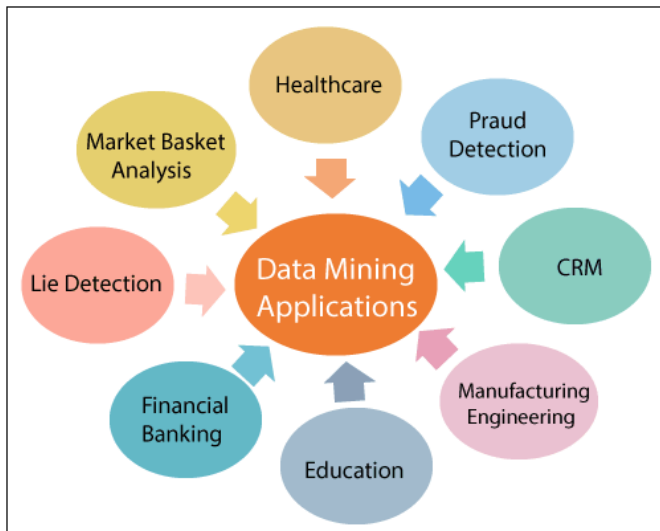 Healthcare
Praud
Detection
Market Basket
Analysis
Data Mining
Applications
CRM
Lie Detection
Manufacturing
Engineering
Financial
Banking
Education